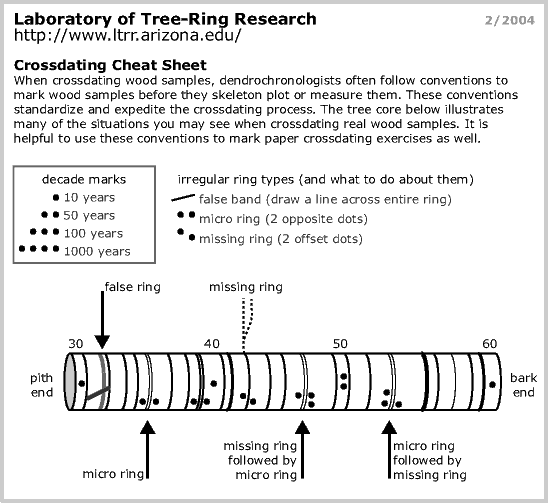 Laboratory of Tree-Ring Research
2/2004
http://www.ltrr.arizona.edu/
Crossdating Cheat Sheet
When crossdating wood samples, dendrochronologists often follow conventions to
mark wood samples before they skeleton plot or measure them. These conventions
standardize and expedite the crossdating process. The tree core below illustrates
many of the situations you may see when crossdating real wood samples. It is
helpful to use these conventions to mark paper crossdating exercises as well.
decade marks
10 years
50 years
100 years
1000 years
irregular ring types (and what to do about them)
false band (draw a line across entire ring)
micro ring (2 opposite dots)
missing ring (2 offset dots)
false ring
missing ring
30
40
50
60
pith
end
bark
end
micro ring
missing ring
followed by
micro ring
micro ring
followed by
missing ring